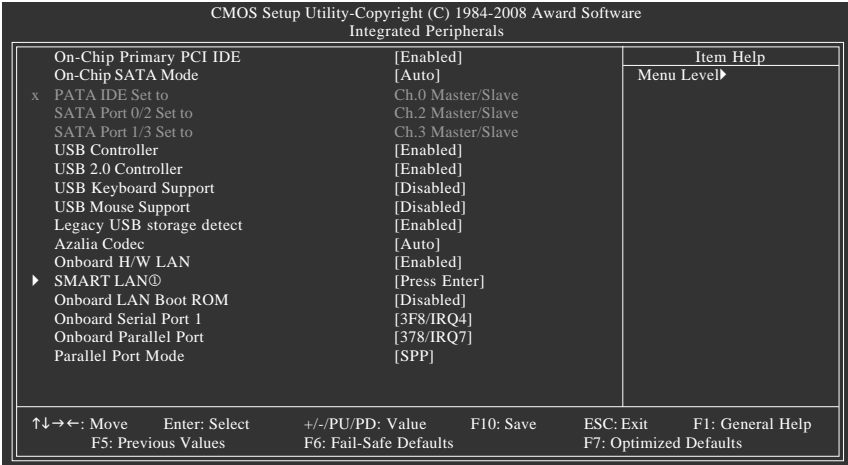 CMOS Setup Utility-Copyright (C) 1984-2008 Award Software
Integrated Peripherals
On-Chip Primary PCI IDE [Enabled] Item Help
On-Chip SATA Mode [Auto] Menu Level▶
x PATA IDE Set to Ch.0 Master/Slave
SATA Port 0/2 Set to Ch.2 Master/Slave
SATA Port 1/3 Set to Ch.3 Master/Slave
USB Controller [Enabled]
USB 2.0 Controller [Enabled]
USB Keyboard Support [Disabled]
USB Mouse Support [Disabled]
Legacy USB storage detect [Enabled]
Azalia Codec [Auto]
Onboard H/W LAN [Enabled]
▶ SMART LAN① [Press Enter]
Onboard LAN Boot ROM [Disabled]
Onboard Serial Port 1 [3F8/IRQ4]
Onboard Parallel Port [378/IRQ7]
Parallel Port Mode [SPP]
↑↓→←: Move Enter: Select +/-/PU/PD: Value F10: Save ESC: Exit F1: General Help
F5: Previous Values F6: Fail-Safe Defaults F7: Optimized Defaults